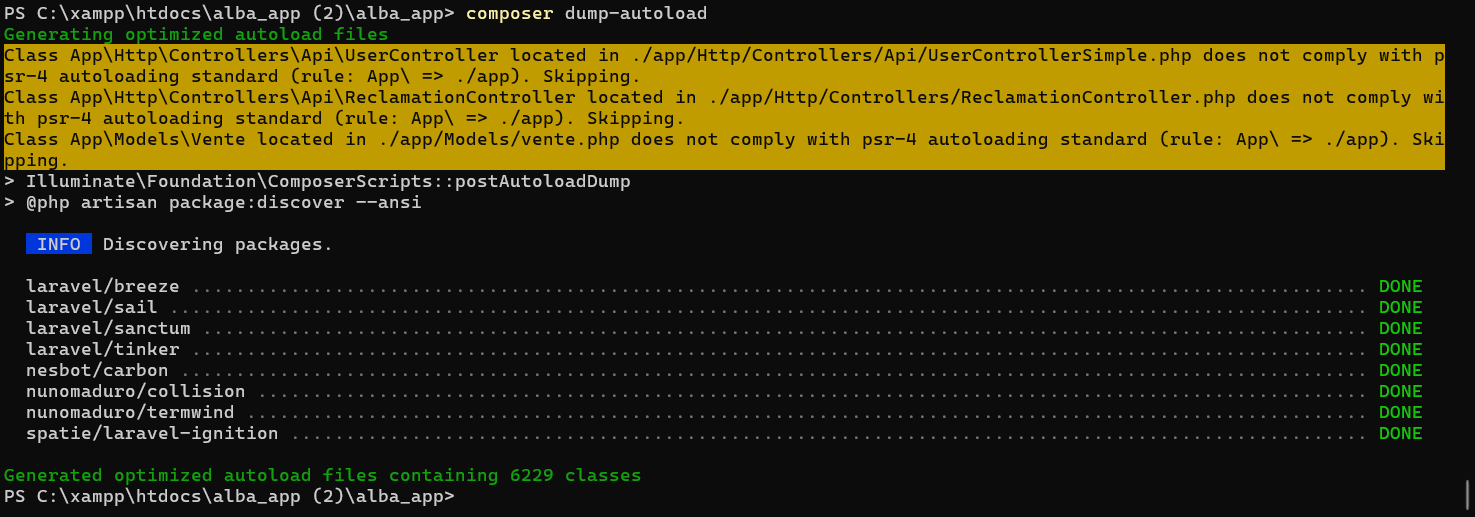 PS C:\xampp\htdocs\alba_app (2)\alba_app> composer dump-autoload
Generating optimized autoload files
Class App\Http\Controllers\Api\UserController located in ./app/Http/Controllers/Api/UserControllerSimple.php does not comply with p
sr-4 autoloading standard (rule: App\ => ./app). Skipping.
Class App\Http\Controllers\Api\ReclamationController located in ./app/Http/Controllers/ReclamationController.php does not comply wi
th psr-4 autoloading standard (rule: App\ => ./app). Skipping.
Class App\Models\Vente located in ./app/Models/vente.php does not comply with psr-4 autoloading standard (rule: App\ => ./app). Ski
pping.
> Illuminate\Foundation\ComposerScripts::postAutoloadDump
> @php artisan package:discover --ansi
INFO Discovering packages.
laravel/breeze ........................................................................................................... DONE
laravel/sail ............................................................................................................. DONE
laravel/sanctum .......................................................................................................... DONE
laravel/tinker ........................................................................................................... DONE
nesbot/carbon ............................................................................................................ DONE
nunomaduro/collision ..................................................................................................... DONE
nunomaduro/termwind ...................................................................................................... DONE
spatie/laravel-ignition .................................................................................................. DONE
Generated optimized autoload files containing 6229 classes
PS C:\xampp\htdocs\alba_app (2)\alba_app>